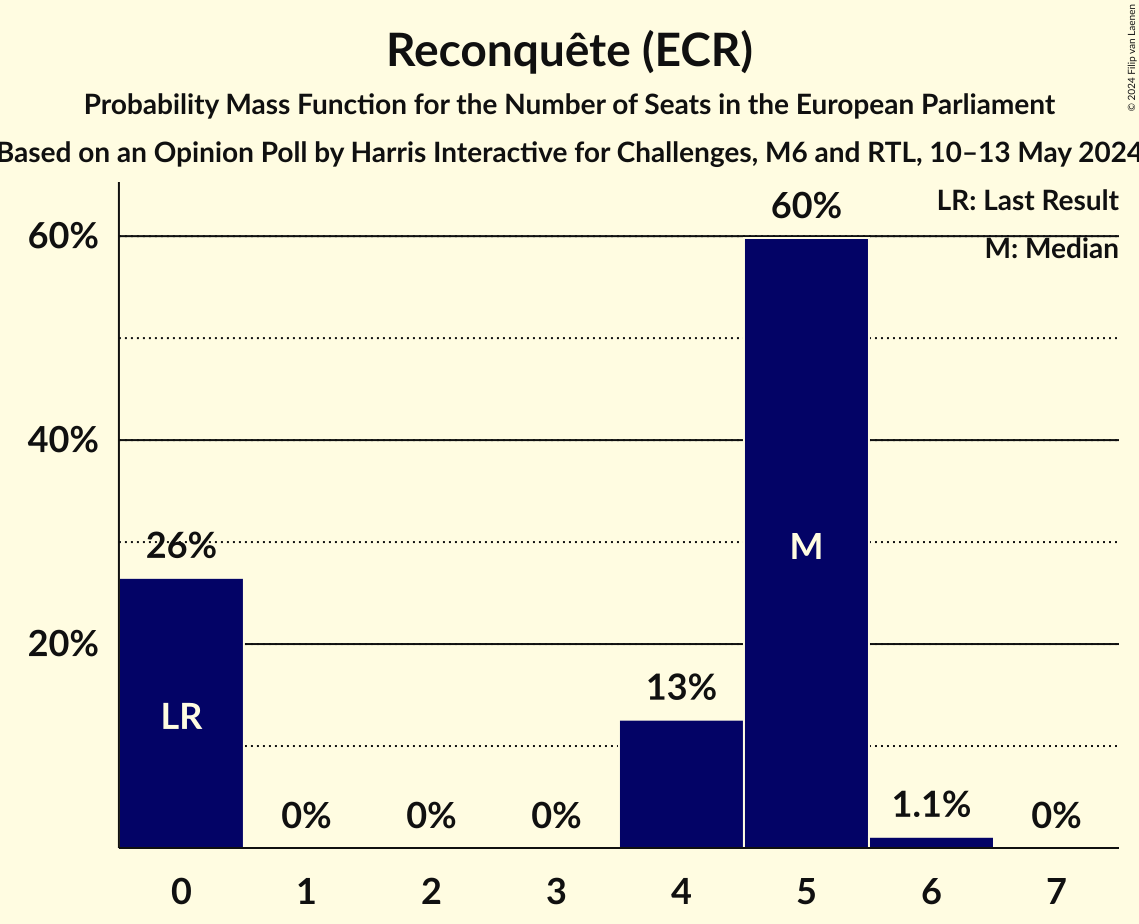 Reconquête (ECR)
Probability Mass Function for the Number of Seats in the European Parliament
Based on an Opinion Poll by Harris Interactive for Challenges, M6 and RTL, 10–13 May 2024
© 2024 Filip van Laenen
LR: Last Result
M: Median
60%
40%
20%
26%
0%
0%
0%
13%
60%
1.1%
0%
LR
M
0 1 2 3 4 5 6 7